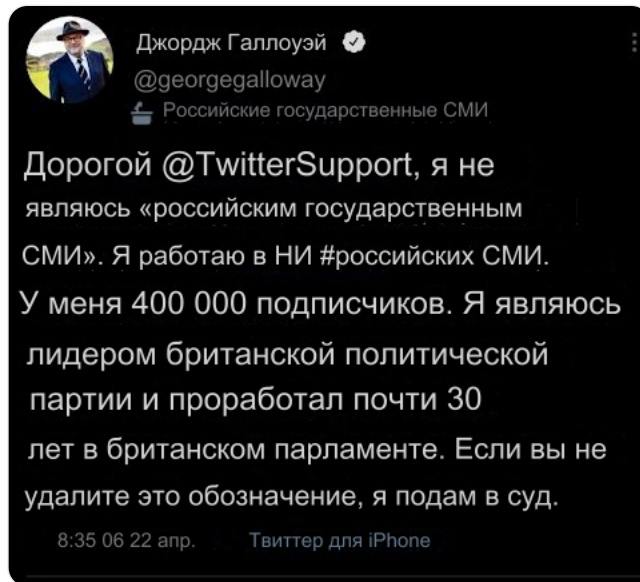 Джордж Галлоуэй
@georgegalloway
Российские государственные СМИ
Дорогой @TwitterSupport, я не
являюсь «российским государственным
СМИ». Я работаю в НИ #российских СМИ.
У меня 400 000 подписчиков. Я являюсь
лидером британской политической
партии и проработал почти 30
лет в британском парламенте. Если вы не
удалите это обозначение, я подам в суд.
8:35 06 22 апр. Твиттер для iPhone